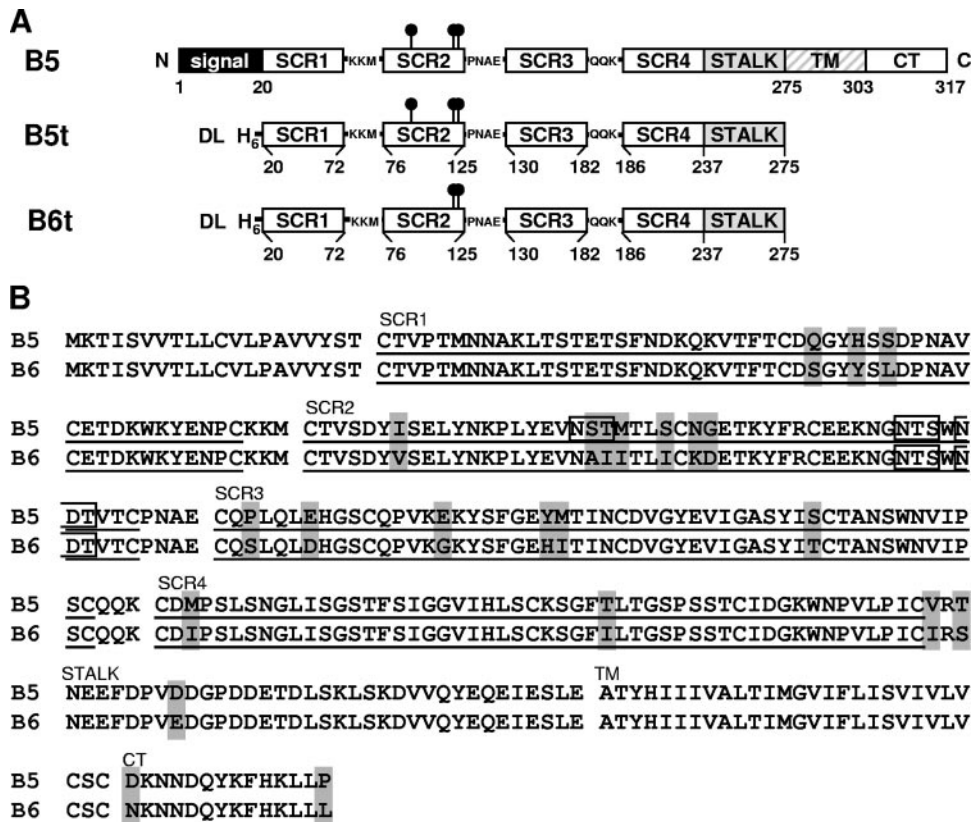 A
B5 N signal SCR1 KKM SCR2 PNAE SCR3 QQK SCR4 STALK TM CT C
1 20 275 303 317
B5t DL H6 SCR1 KKM SCR2 PNAE SCR3 QQK SCR4 STALK
20 72 76 125 130 182 186 237 275
B6t DL H6 SCR1 KKM SCR2 PNAE SCR3 QQK SCR4 STALK
20 72 76 125 130 182 186 237 275
B
SCR1
B5 MKTISVVTLLCVLPAVVYST CTVPTMNNAKLTSTETSFNDKQKVTFTCDQGYHSSDPNAV
B6 MKTISVVTLLCVLPAVVYST CTVPTMNNAKLTSTETSFNDKQKVTFTCDSGYYSLDPNAV
SCR2
B5 CETDKWKYENPCKKM CTVSDYISELYNKPLYEVNSTMTLSCNGETKYFRCEEKNGNTSWN
B6 CETDKWKYENPCKKM CTVSDYVSELYNKPLYEVNAIITLICKDETKYFRCEEKNGNTSWN
SCR3
B5 DTVTCPNAE CQPLQLEHGSCQPVKEKYSFGEYMTINCDVGYEVIGASYISCTANSWNVIP
B6 DTVTCPNAE CQSLQLDHGSCQPVKGKYSFGEHITINCDVGYEVIGASYITCTANSWNVIP
SCR4
B5 SCQQK CDMPSLSNGLISGSTFSIGGVIHLSCKSGFTLTGSPSSTCIDGKWNPVLPICVRT
B6 SCQQK CDIPSLSNGLISGSTFSIGGVIHLSCKSGFILTGSPSSTCIDGKWNPVLPICIRS
STALK TM
B5 NEEFDPVDDGPDDETDLSKLSKDVVQYEQEIESLE ATYHIIIVALTIMGVIFLISVIVLV
B6 NEEFDPVEDGPDDETDLSKLSKDVVQYEQEIESLE ATYHIIIVALTIMGVIFLISVIVLV
CT
B5 CSC DKNNDQYKFHKLLP
B6 CSC NKNNDQYKFHKLLL